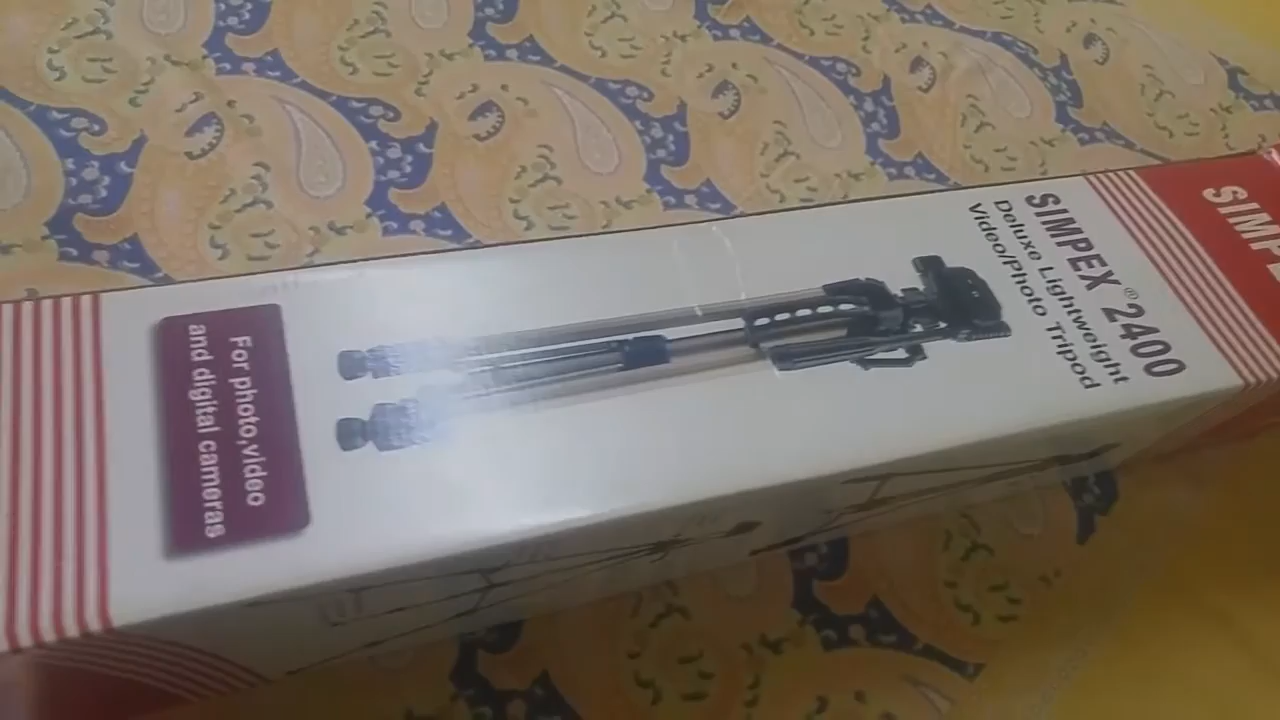 SIMPEX® 2400
Deluxe Lightweight
Video/Photo Tripod
For photo,video
and digital cameras